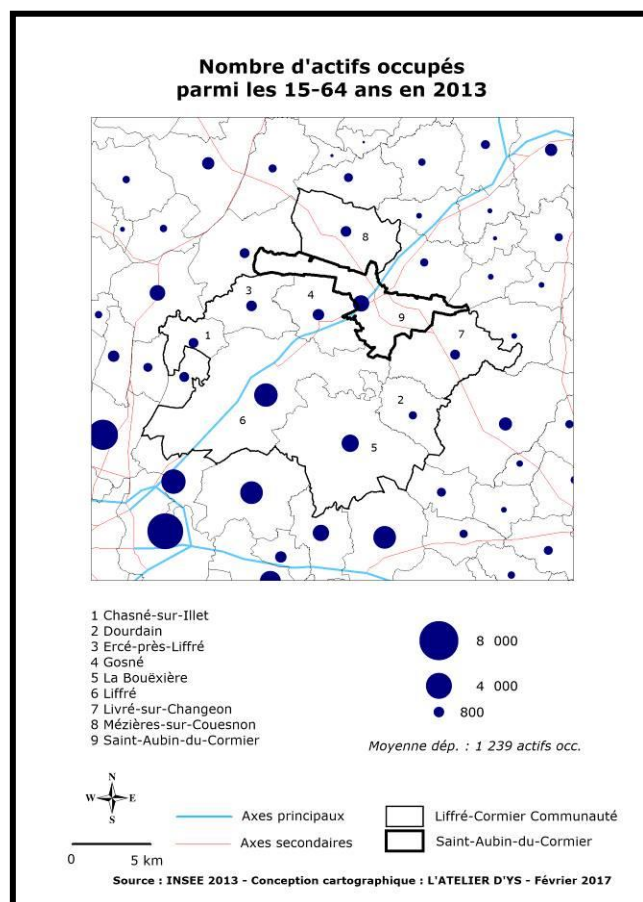 Nombre d'actifs occupés
parmi les 15-64 ans en 2013
8
3
4
9
1
7
2
6
5
1 Chasné-sur-Illet
2 Dourdain
3 Ercé-près-Liffré
4 Gosné
5 La Bouëxière
6 Liffré
7 Livré-sur-Changeon
8 Mézières-sur-Couesnon
9 Saint-Aubin-du-Cormier
8 000
4 000
800
Moyenne dép. : 1 239 actifs occ.
N
W E
S
0 5 km
Axes principaux
Axes secondaires
Liffré-Cormier Communauté
Saint-Aubin-du-Cormier
Source : INSEE 2013 - Conception cartographique : L'ATELIER D'YS - Février 2017